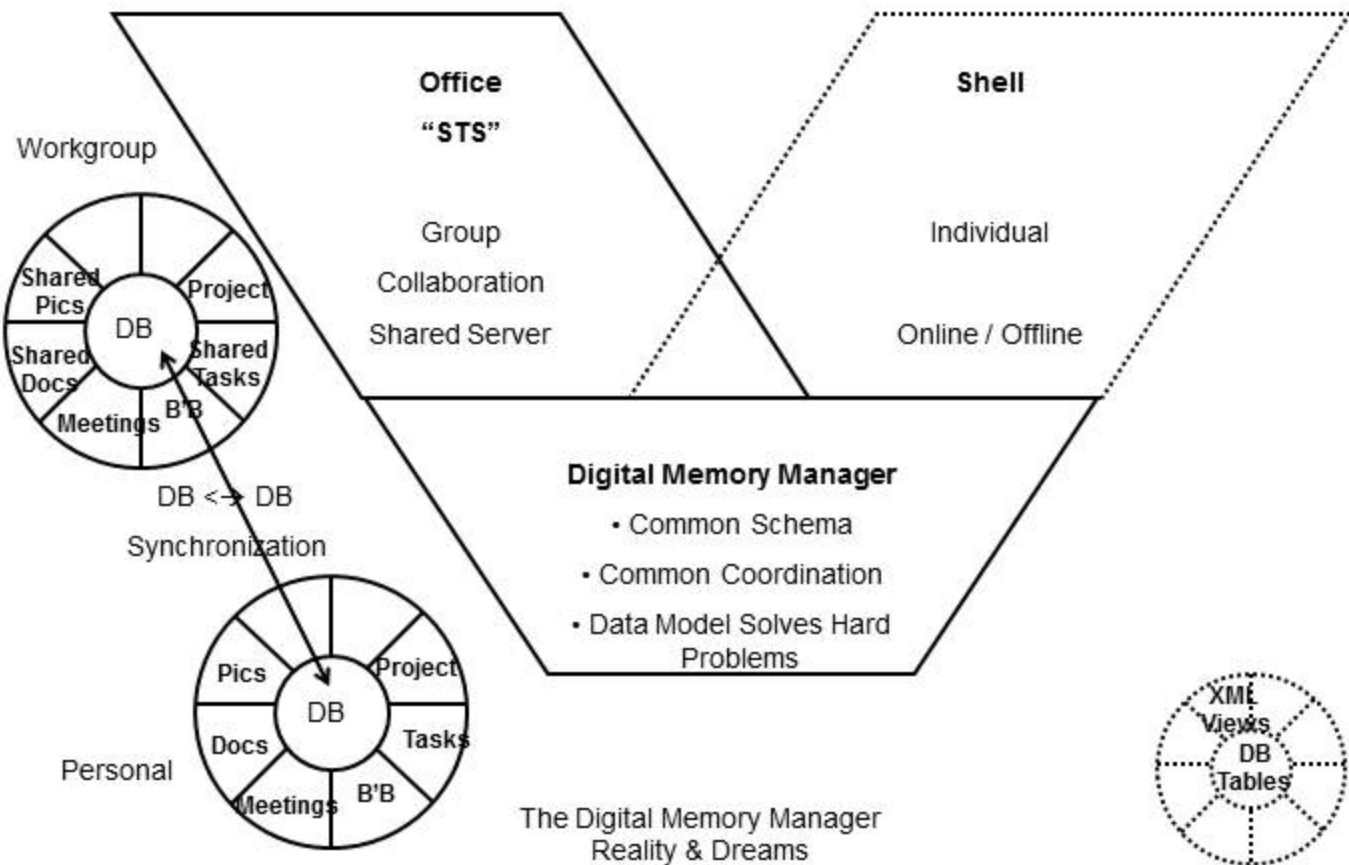 Office
“STS”
Group
Collaboration
Shared Server
Shell
Individual
Online / Offline
Workgroup
Shared
Pics
Project
DB
Shared
Docs
Shared
Tasks
Meetings
B'B
DB <-> DB
Synchronization
Digital Memory Manager
• Common Schema
• Common Coordination
• Data Model Solves Hard
Problems
Pics
Project
DB
Docs
Tasks
Meetings
B'B
Personal
XML
Views
DB
Tables
The Digital Memory Manager
Reality & Dreams